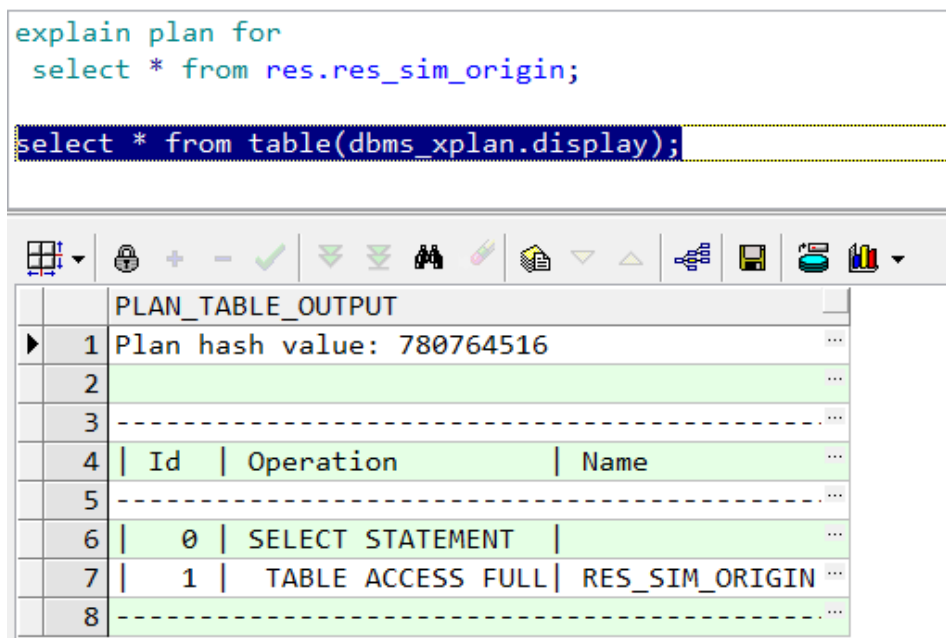 explain plan for
select * from res.res_sim_origin;
select * from table(dbms_xplan.display);
PLAN_TABLE_OUTPUT
1 Plan hash value: 780764516 ...
2 ...
3 -------------------------------------------- ...
4 | Id | Operation | Name ...
5 -------------------------------------------- ...
6 | 0 | SELECT STATEMENT | ...
7 | 1 | TABLE ACCESS FULL| RES_SIM_ORIGIN ...
8 -------------------------------------------- ...